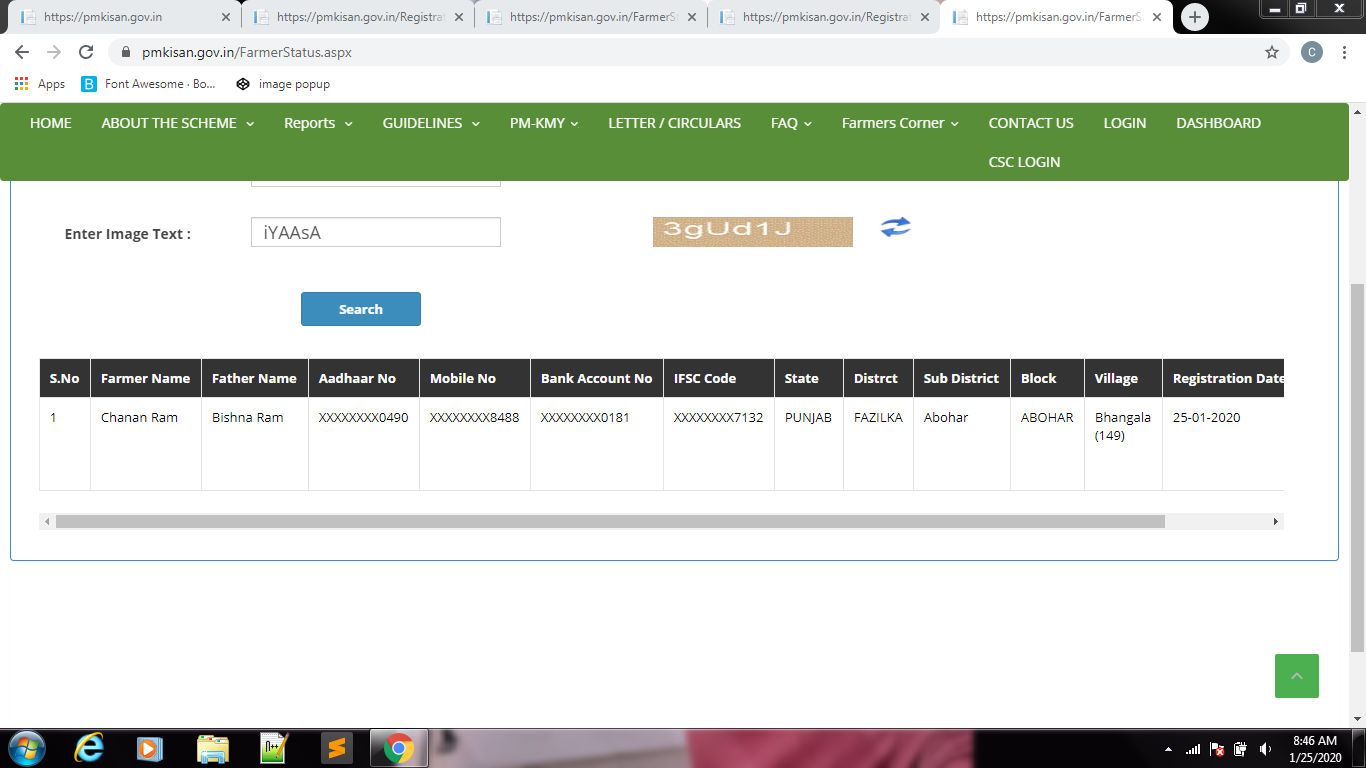 https://pmkisan.gov.in
https://pmkisan.gov.in/Registrat
https://pmkisan.gov.in/FarmerS
https://pmkisan.gov.in/Registrat
https://pmkisan.gov.in/FarmerS
pmkisan.gov.in/FarmerStatus.aspx
C
Apps
B Font Awesome · Bo...
image popup
HOME ABOUT THE SCHEME Reports GUIDELINES PM-KMY LETTER / CIRCULARS FAQ Farmers Corner CONTACT US LOGIN DASHBOARD
CSC LOGIN
Enter Image Text : iYAAsA 3gUd1J
Search
S.No Farmer Name Father Name Aadhaar No Mobile No Bank Account No IFSC Code State Distrct Sub District Block Village Registration Date
1 Chanan Ram Bishna Ram XXXXXXXX0490 XXXXXXXX8488 XXXXXXXX0181 XXXXXXXX7132 PUNJAB FAZILKA Abohar ABOHAR Bhangala 25-01-2020
(149)
8:46 AM
1/25/2020